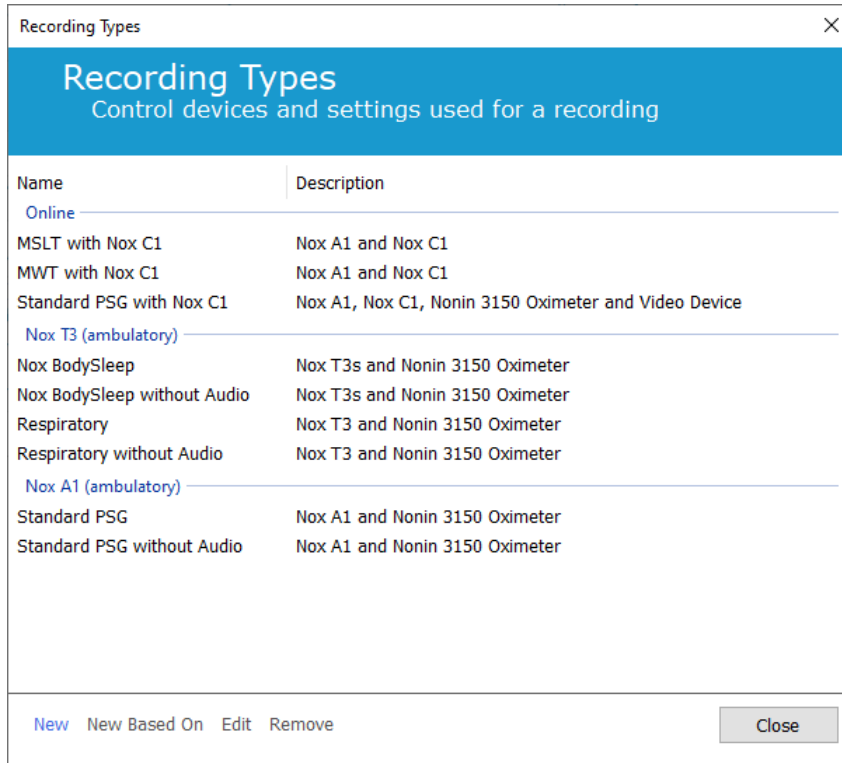 Recording Types
Recording Types
Control devices and settings used for a recording
Name Description
Online
MSLT with Nox C1 Nox A1 and Nox C1
MWT with Nox C1 Nox A1 and Nox C1
Standard PSG with Nox C1 Nox A1, Nox C1, Nonin 3150 Oximeter and Video Device
Nox T3 (ambulatory)
Nox BodySleep Nox T3s and Nonin 3150 Oximeter
Nox BodySleep without Audio Nox T3s and Nonin 3150 Oximeter
Respiratory Nox T3 and Nonin 3150 Oximeter
Respiratory without Audio Nox T3 and Nonin 3150 Oximeter
Nox A1 (ambulatory)
Standard PSG Nox A1 and Nonin 3150 Oximeter
Standard PSG without Audio Nox A1 and Nonin 3150 Oximeter
New New Based On Edit Remove Close